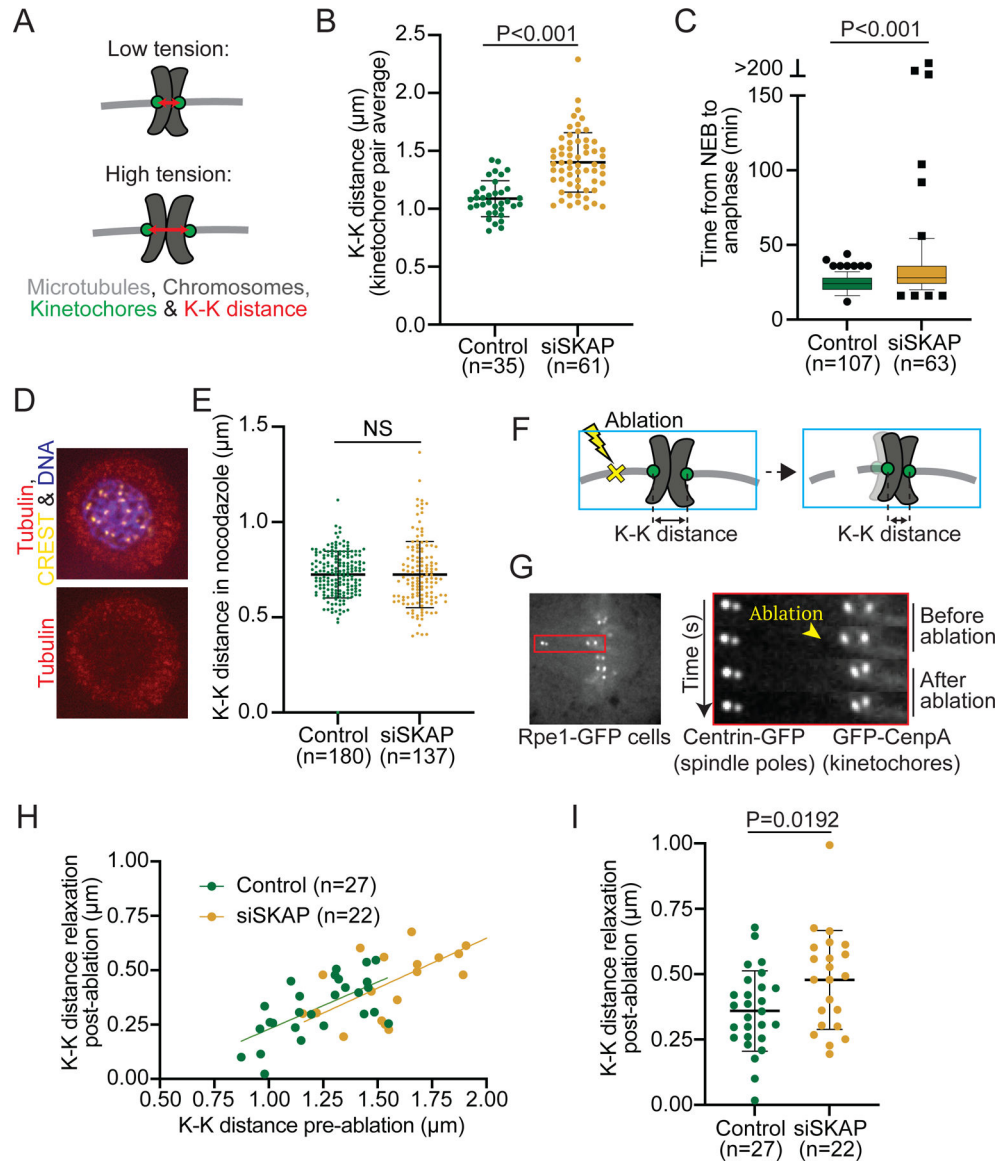 A
Low tension:
High tension:
Microtubules, Chromosomes,
Kinetochores & K-K distance
B
P<0.001
K-K distance (μm)
(kinetochore pair average)
2.5
2.0
1.5
1.0
0.5
0.0
Control
(n=35)
siSKAP
(n=61)
C
P<0.001
Time from NEB to
anaphase (min)
>200
150
100
50
0
Control
(n=107)
siSKAP
(n=63)
D
Tubulin,
CREST & DNA
Tubulin
E
NS
K-K distance in nocodazole (μm)
1.5
1.0
0.5
0.0
Control
(n=180)
siSKAP
(n=137)
F
Ablation
K-K distance
K-K distance
G
Rpe1-GFP cells
Time (s)
Ablation
Before
ablation
After
ablation
Centrin-GFP
(spindle poles)
GFP-CenpA
(kinetochores)
H
K-K distance relaxation
post-ablation (μm)
1.00
0.75
0.50
0.25
0.00
Control (n=27)
siSKAP (n=22)
0.50
0.75
1.00
1.25
1.50
1.75
2.00
K-K distance pre-ablation (μm)
I
P=0.0192
K-K distance relaxation
post-ablation (μm)
1.00
0.75
0.50
0.25
0.00
Control
(n=27)
siSKAP
(n=22)